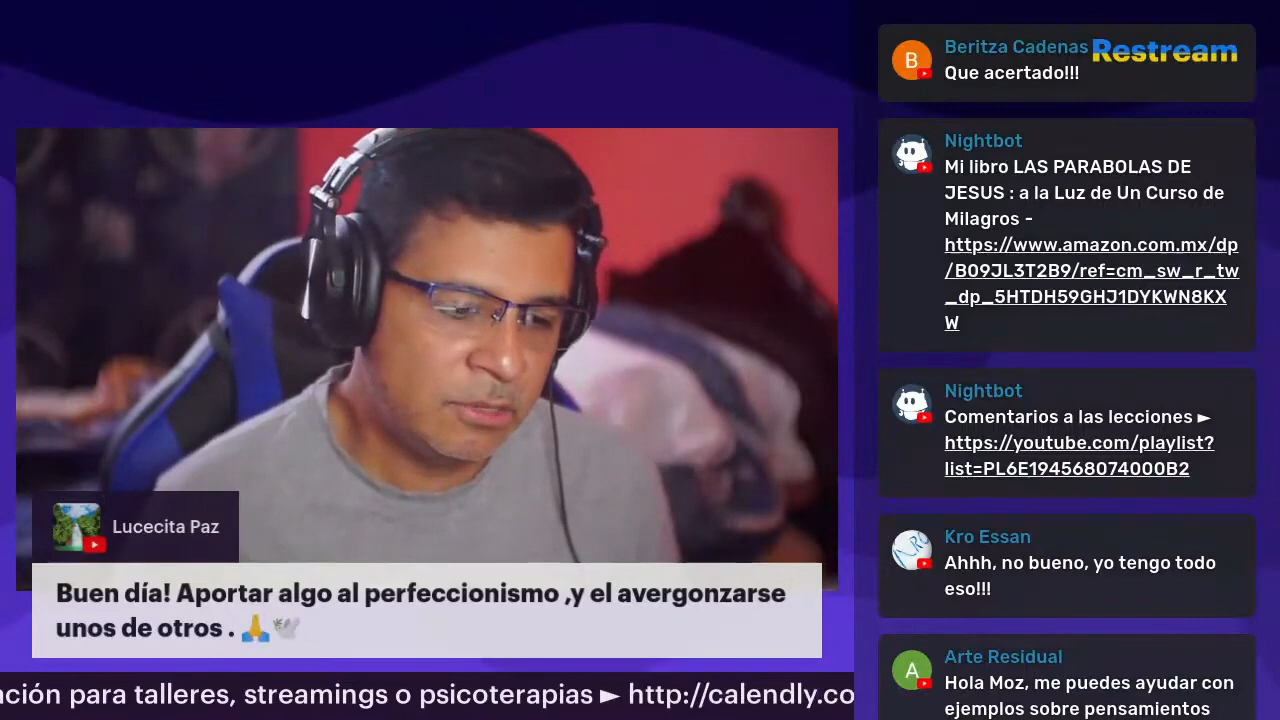 Lucecita Paz
Buen día! Aportar algo al perfeccionismo ,y el avergonzarse
unos de otros . 🙏🕊️
ación para talleres, streamings o psicoterapias ► http://calendly.co
Restream
B
Beritza Cadenas
Que acertado!!!
Nightbot
Mi libro LAS PARABOLAS DE
JESUS : a la Luz de Un Curso de
Milagros -
https://www.amazon.com.mx/dp
/B09JL3T2B9/ref=cm_sw_r_tw
_dp_5HTDH59GHJ1DYKWN8KX
W
Nightbot
Comentarios a las lecciones ►
https://youtube.com/playlist?
list=PL6E194568074000B2
KRO
Kro Essan
Ahhh, no bueno, yo tengo todo
eso!!!
A
Arte Residual
Hola Moz, me puedes ayudar con
ejemplos sobre pensamientos